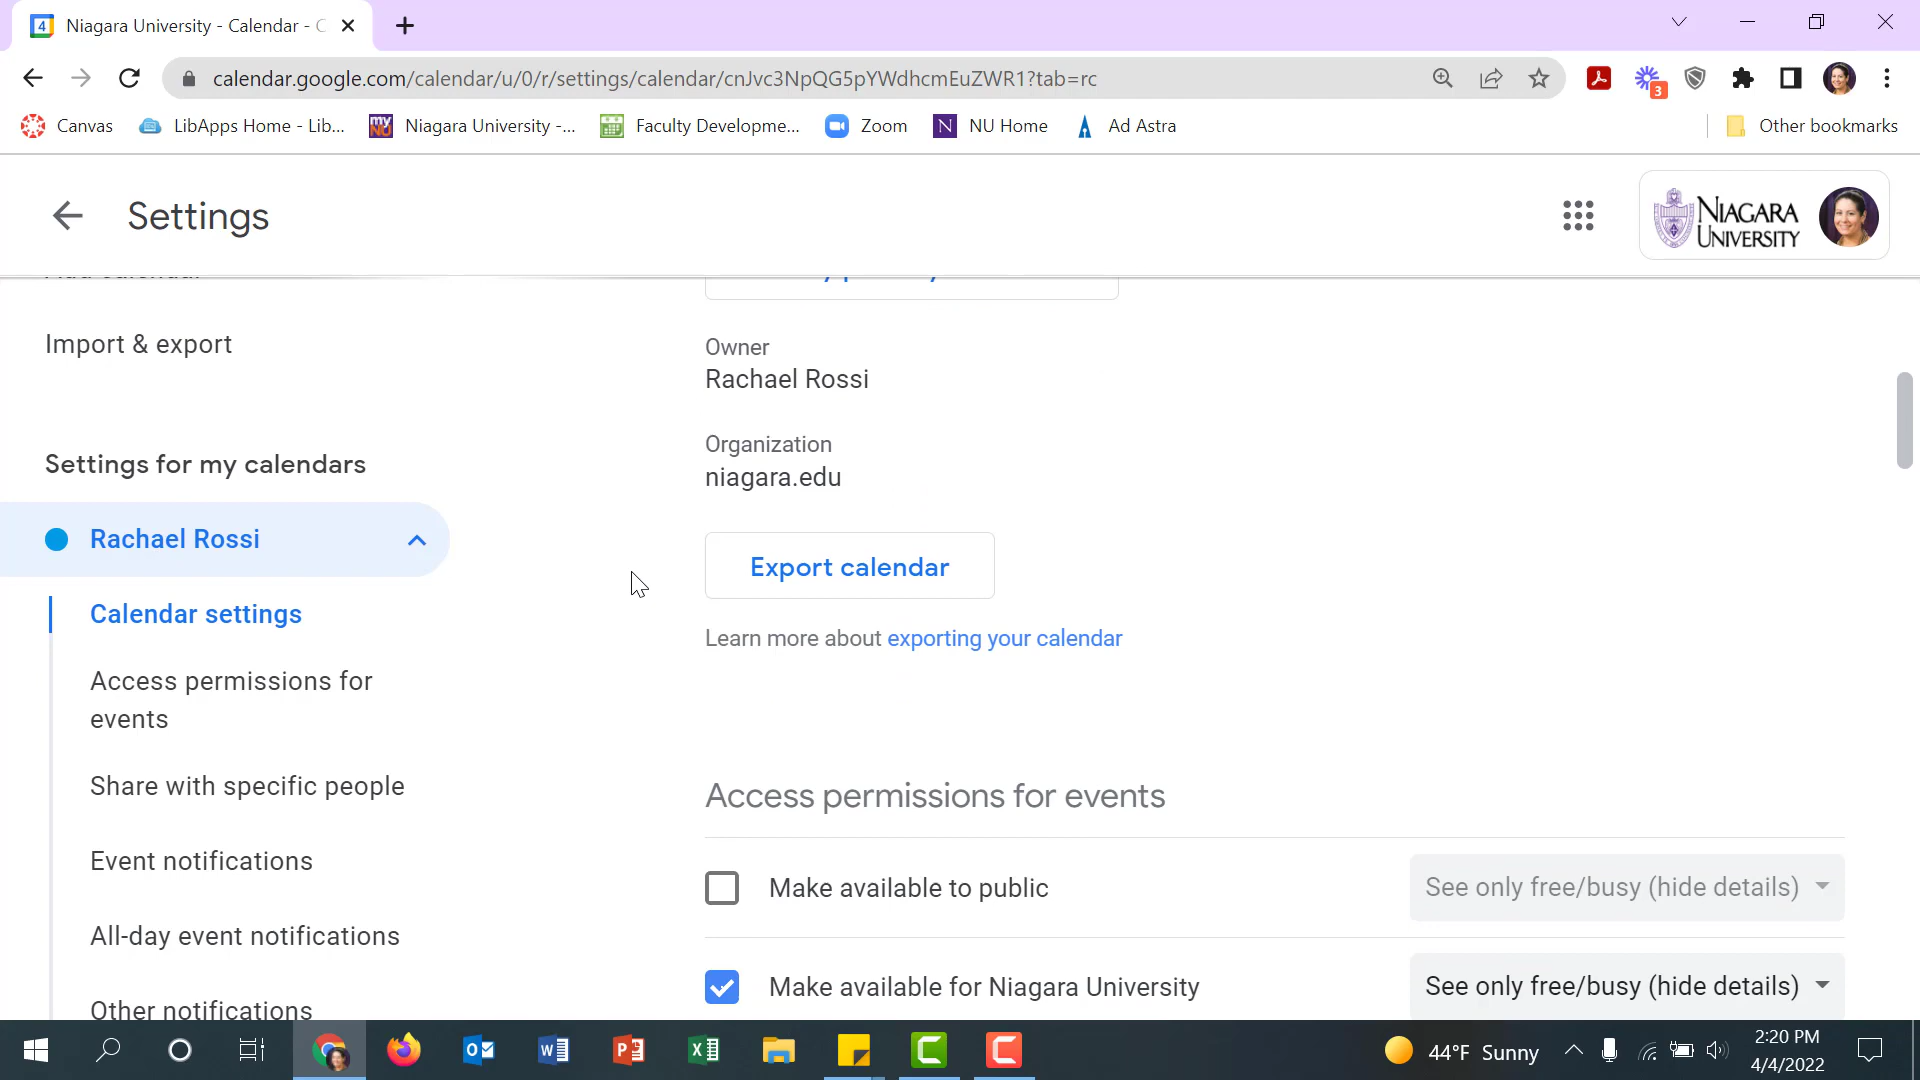 Niagara University - Calendar - C
calendar.google.com/calendar/u/0/r/settings/calendar/cnJvc3NpQG5pYWdhcmEuZWR1?tab=rc
3
Canvas
LibApps Home - Lib...
Niagara University -...
Faculty Developme...
Zoom
NU Home
Ad Astra
Other bookmarks
Settings
NIAGARA
UNIVERSITY
Import & export
Settings for my calendars
Rachael Rossi
Calendar settings
Access permissions for
events
Share with specific people
Event notifications
All-day event notifications
Other notifications
Owner
Rachael Rossi
Organization
niagara.edu
Export calendar
Learn more about exporting your calendar
Access permissions for events
Make available to public
See only free/busy (hide details)
Make available for Niagara University
See only free/busy (hide details)
44°F Sunny
2:20 PM
4/4/2022